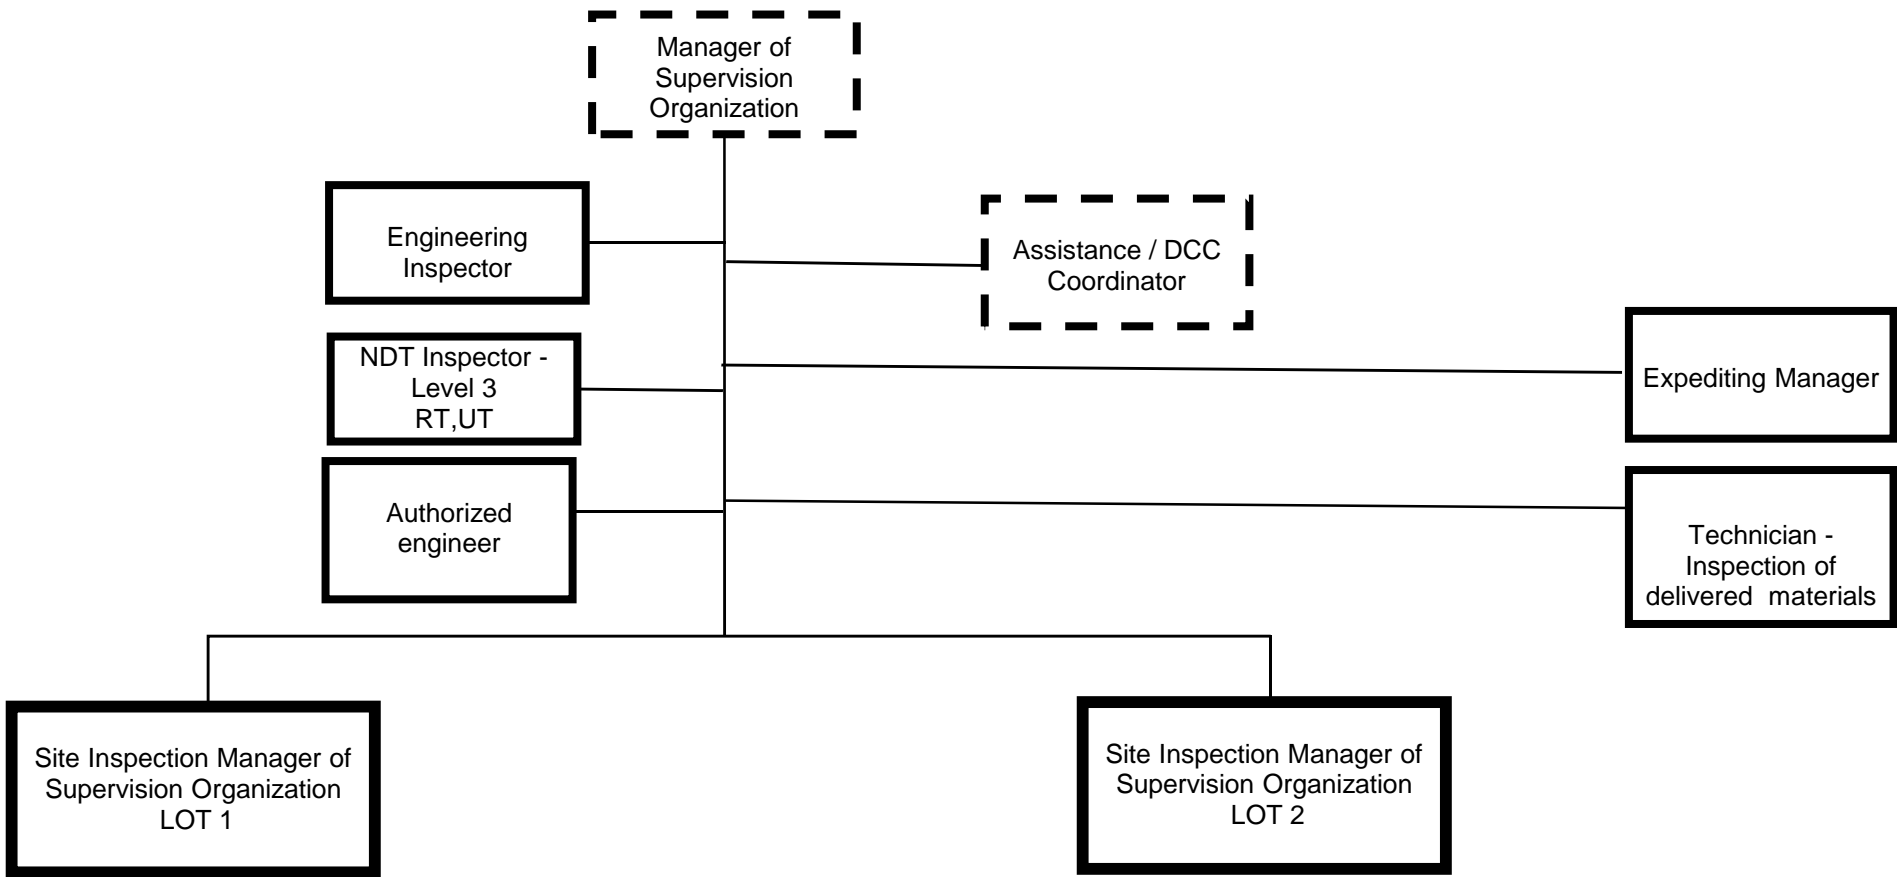 Manager of
Supervision
Organization
Engineering
Inspector
Assistance / DCC
Coordinator
NDT Inspector -
Level 3
RT,UT
Expediting Manager
Authorized
engineer
Technician -
Inspection of
delivered  materials
Site Inspection Manager of
Supervision Organization
LOT 1
Site Inspection Manager of
Supervision Organization
LOT 2